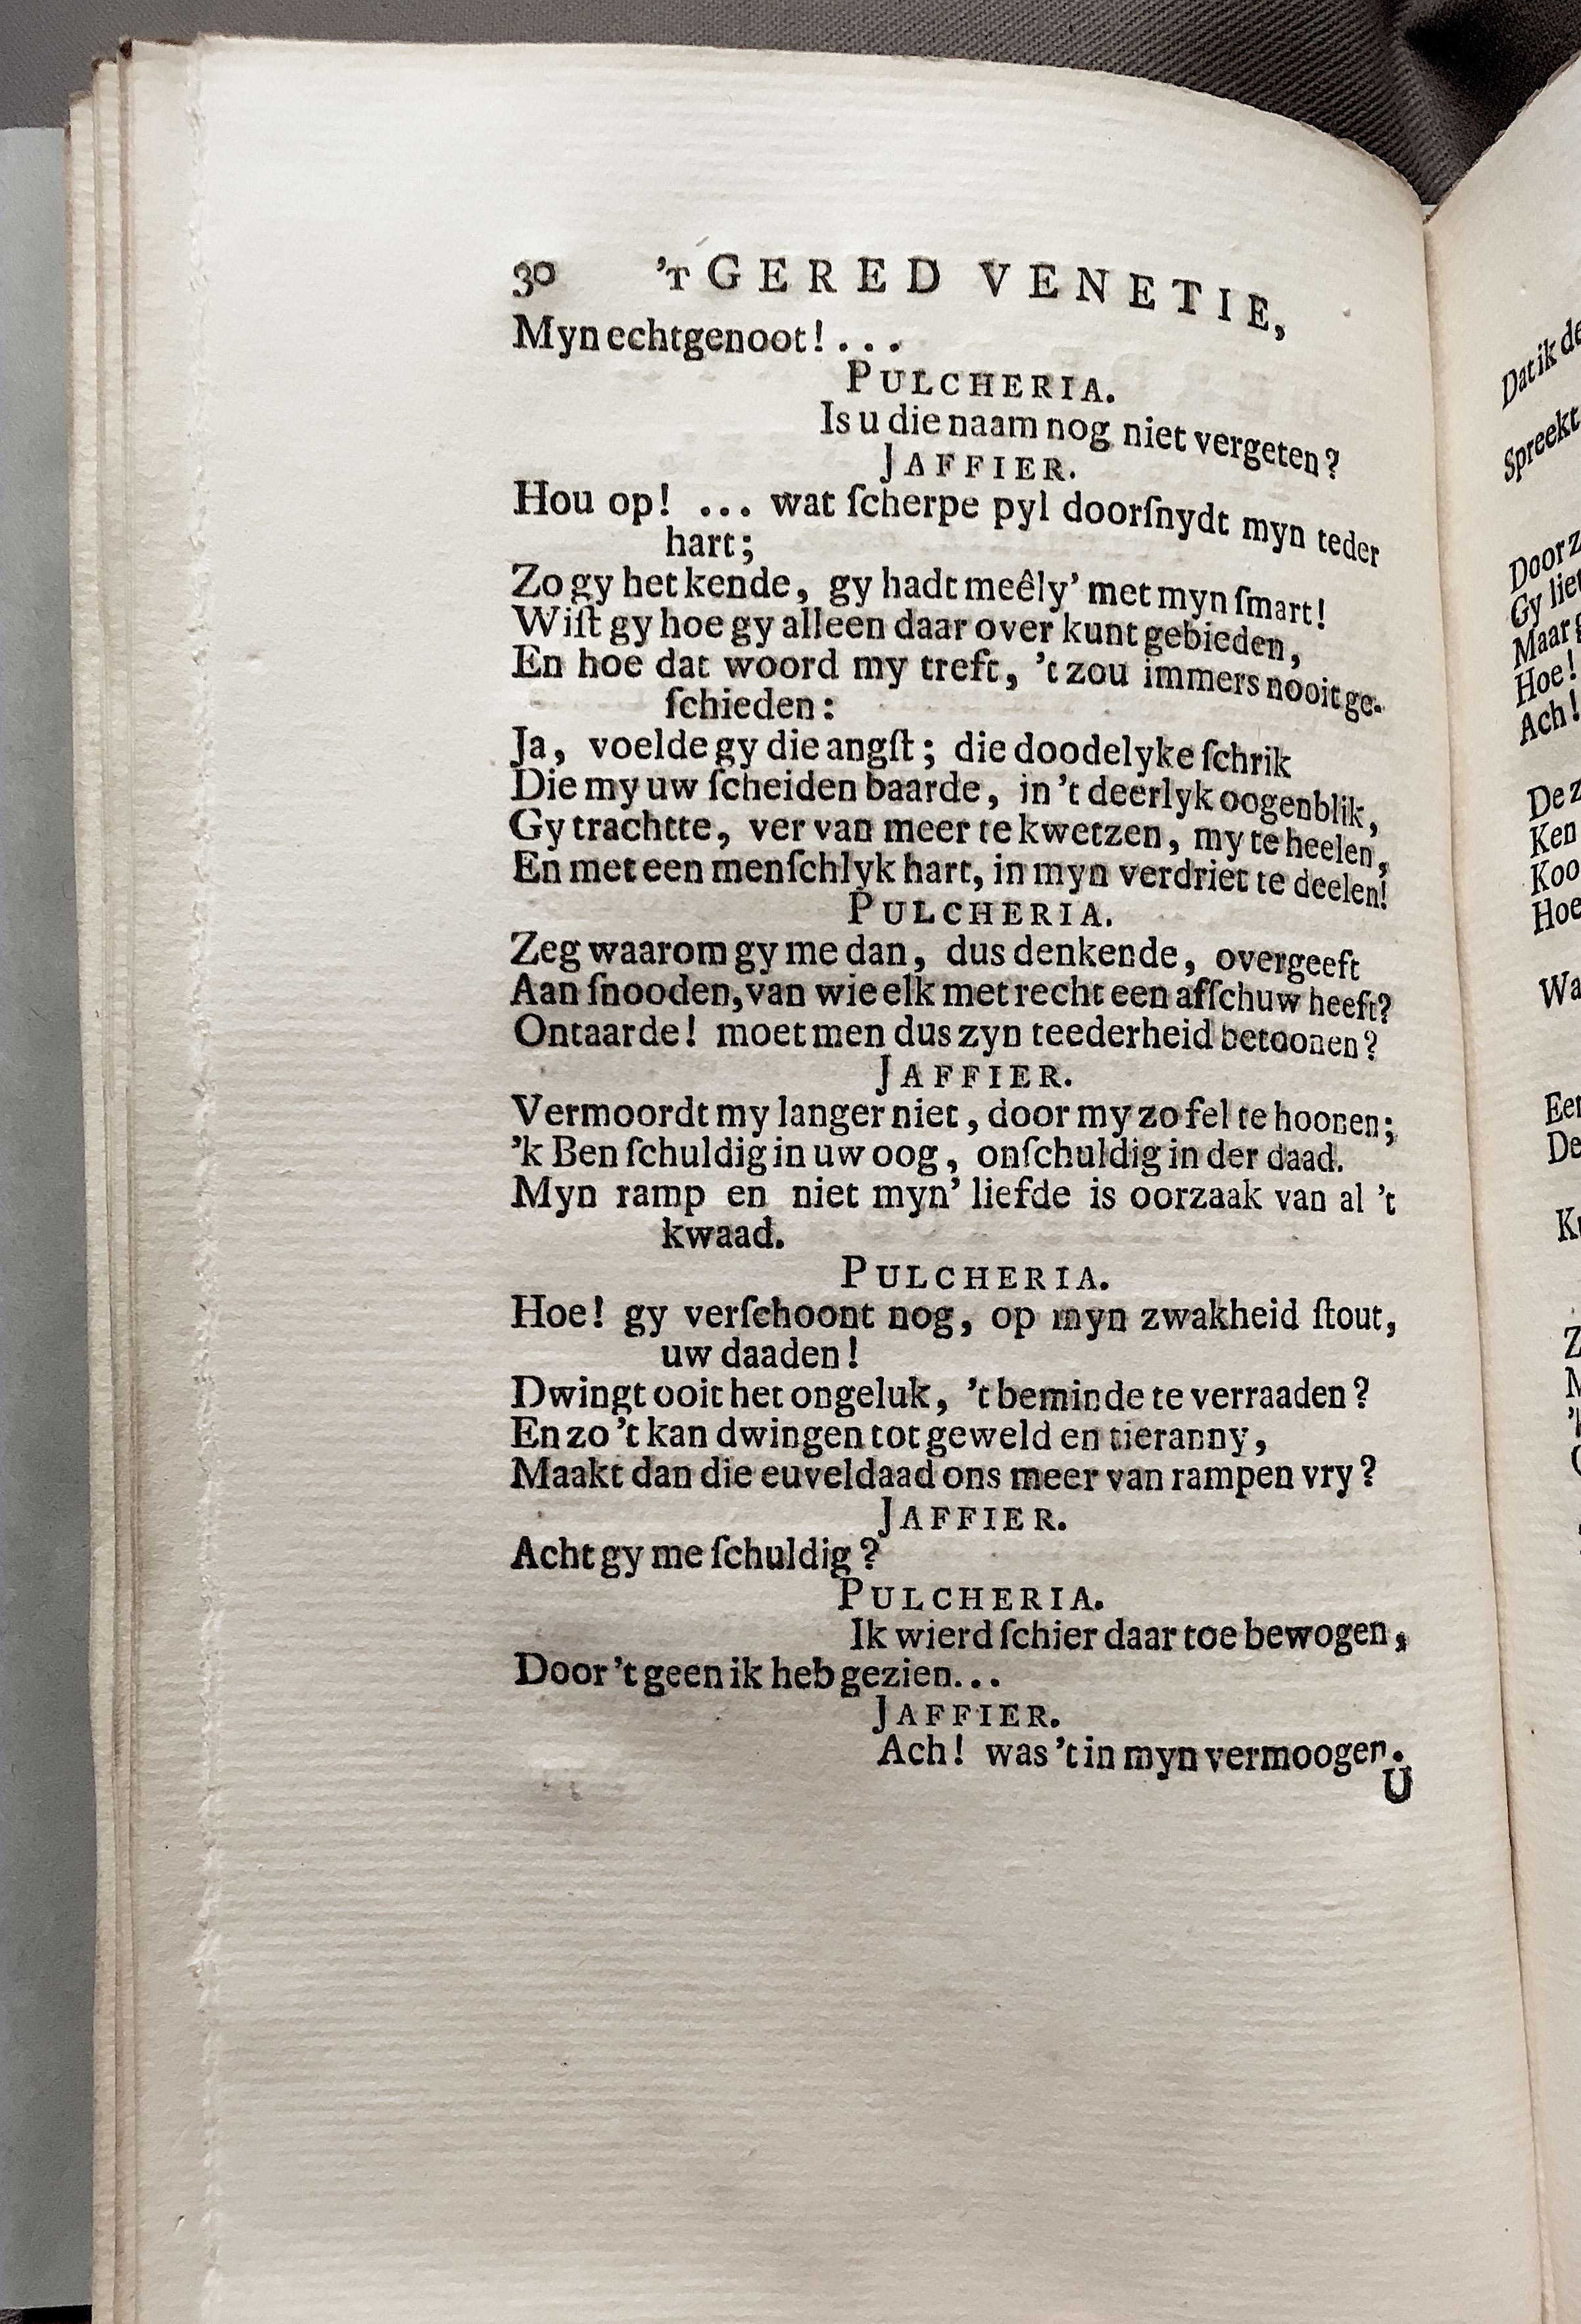 30 'T GERED VENETIE,
Myn echtgenoot! . . .
PULCHERIA.
Is u die naam nog niet vergeten?
JAFFIER.
Hou op! ... wat ſcherpe pyl doorſnydt myn teder
hart;
Zo gy het kende, gy hadt meêly' met myn ſmart!
Wiſt gy hoe gy alleen daar over kunt gebieden,
En hoe dat woord my treft, 't zou immers nooit ge-
ſchieden:
Ja, voelde gy die angſt; die doodelyke ſchrik
Die my uw ſcheiden baarde, in 't deerlyk oogenblik,
Gy trachtte, ver van meer te kwetzen, my te heelen,
En met een menſchlyk hart, in myn verdriet te deelen!
PULCHERIA.
Zeg waarom gy me dan, dus denkende, overgeeft
Aan ſnooden, van wie elk met recht een afſchuw heeft?
Ontaarde! moet men dus zyn teederheid betoonen?
JAFFIER.
Vermoordt my langer niet, door my zo fel te hoonen;
'k Ben ſchuldig in uw oog, onſchuldig in der daad.
Myn ramp en niet myn' liefde is oorzaak van al 't
kwaad.
PULCHERIA.
Hoe! gy verſchoont nog, op myn zwakheid ſtout,
uw daaden!
Dwingt ooit het ongeluk, 't beminde te verraaden?
En zo 't kan dwingen tot geweld en tieranny,
Maakt dan die euveldaad ons meer van rampen vry?
JAFFIER.
Acht gy me ſchuldig?
PULCHERIA.
Ik wierd ſchier daar toe bewogen,
Door 't geen ik heb gezien...
JAFFIER.
Ach! was 't in myn vermoogen.
U
Dat ik
Spreekt
Door
Gy
Maar
Hoe!
Ach!
Ken